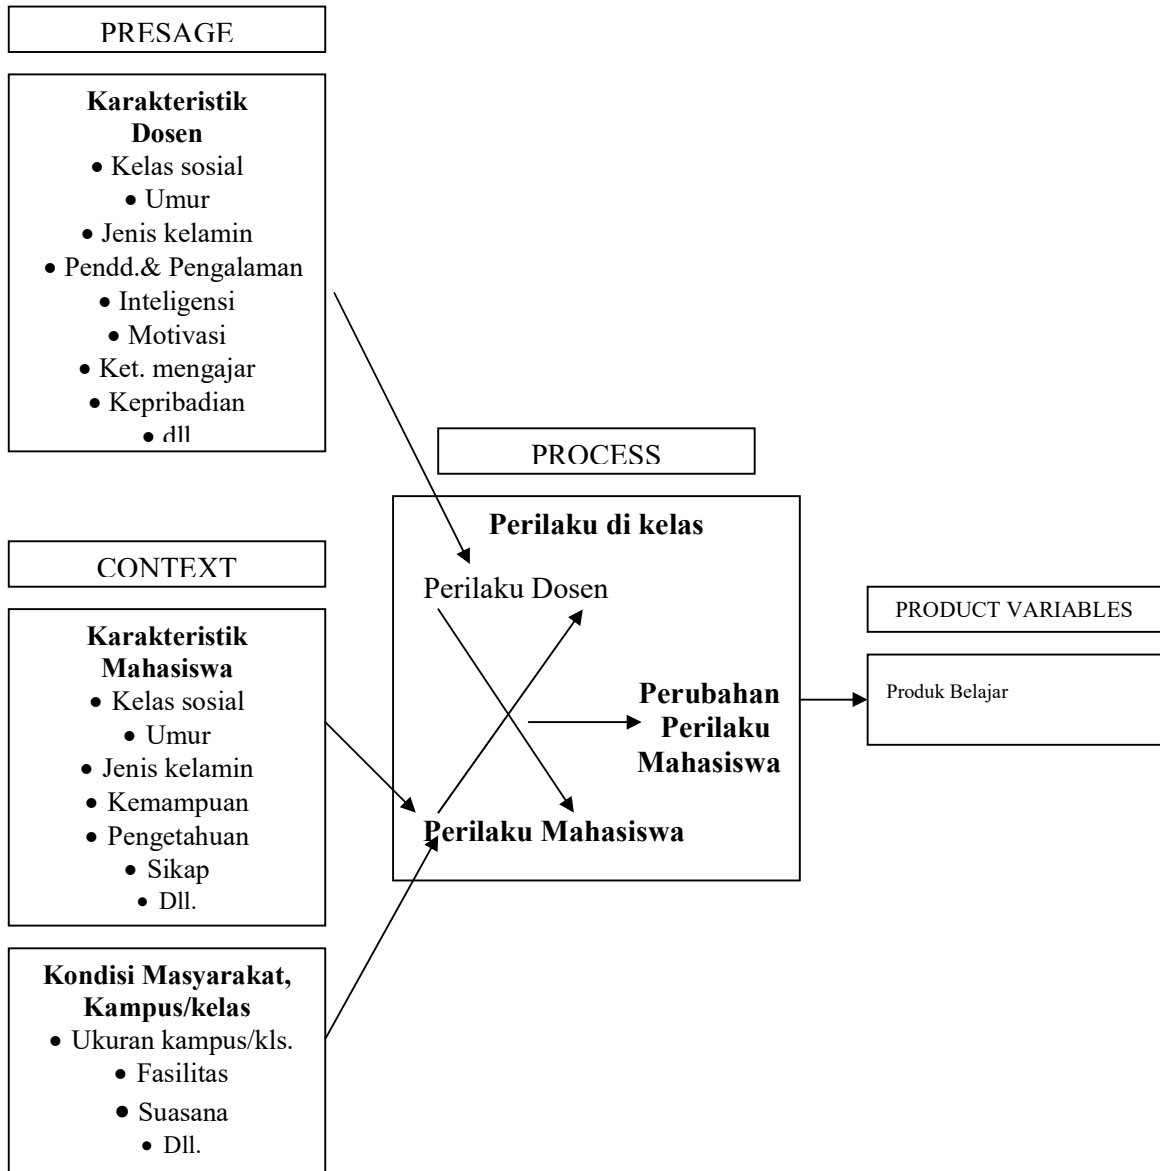 PRESAGE
Karakteristik
Dosen
• Kelas sosial
• Umur
• Jenis kelamin
• Pendd.& Pengalaman
• Inteligensi
• Motivasi
• Ket. mengajar
• Kepribadian
• dll
CONTEXT
Karakteristik
Mahasiswa
• Kelas sosial
• Umur
• Jenis kelamin
• Kemampuan
• Pengetahuan
• Sikap
• Dll.
Kondisi Masyarakat,
Kampus/kelas
• Ukuran kampus/kls.
• Fasilitas
• Suasana
• Dll.
PROCESS
Perilaku di kelas
Perilaku Dosen
Perubahan
Perilaku
Mahasiswa
Perilaku Mahasiswa
PRODUCT VARIABLES
Produk Belajar